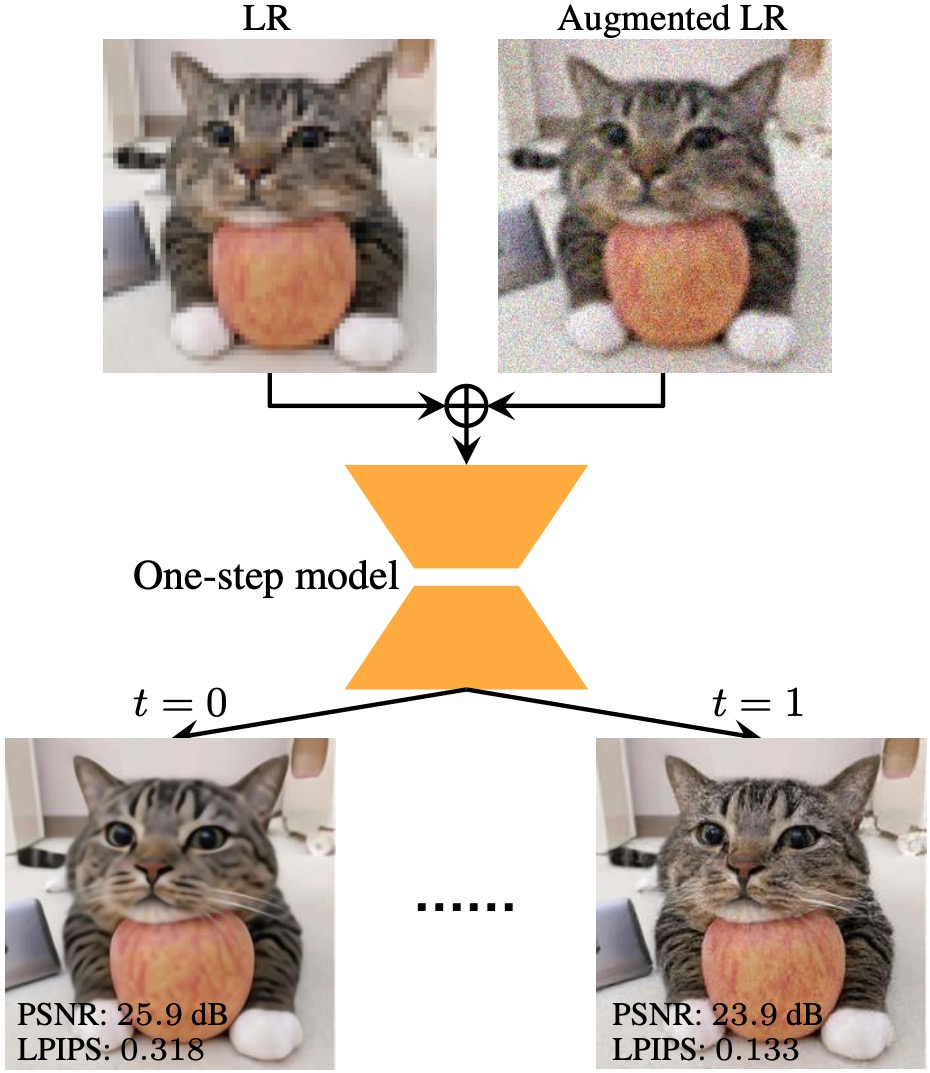 LR
Augmented LR
One-step model
t = 0
t = 1
......
PSNR: 25.9 dB
LPIPS: 0.318
PSNR: 23.9 dB
LPIPS: 0.133